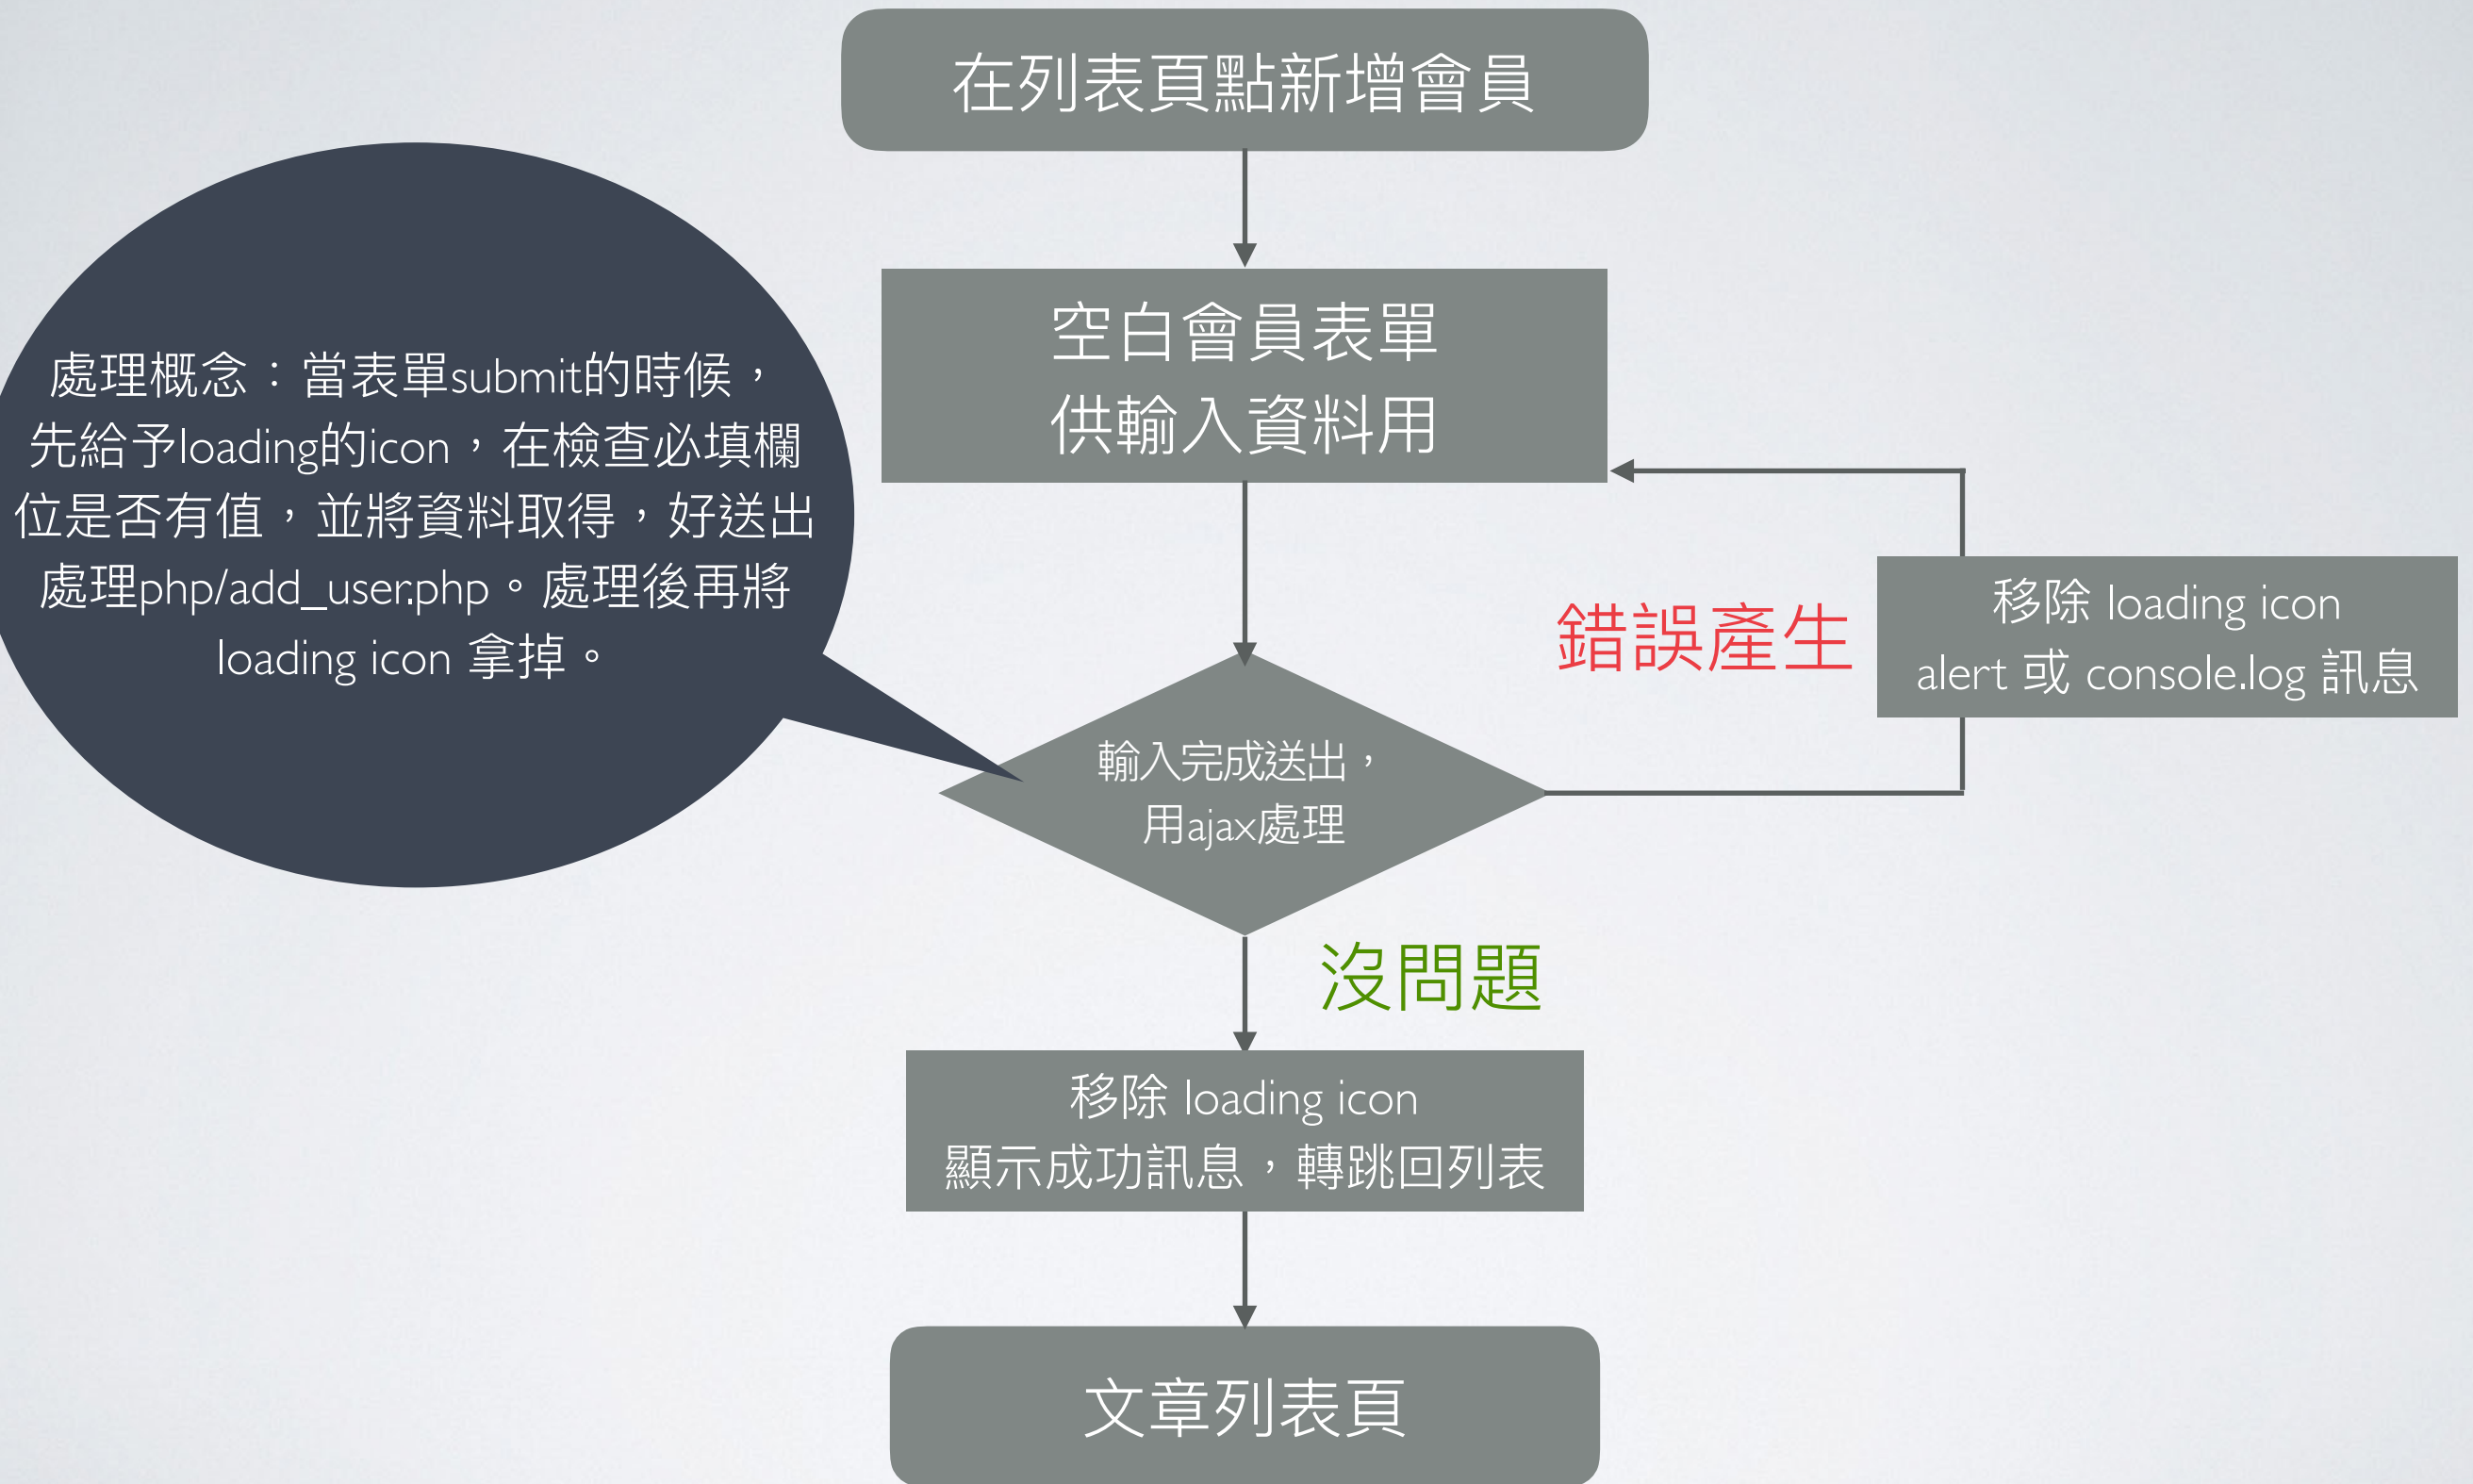 在列表頁點新增會員
空白會員表單
供輸入資料用
處理概念：當表單submit的時候，
先給予loading的icon，在檢查必填欄
位是否有值，並將資料取得，好送出
處理php/add_user.php。處理後再將
loading icon 拿掉。
錯誤產生
移除 loading icon
alert 或 console.log 訊息
輸入完成送出，
用ajax處理
沒問題
移除 loading icon
顯示成功訊息，轉跳回列表
文章列表頁